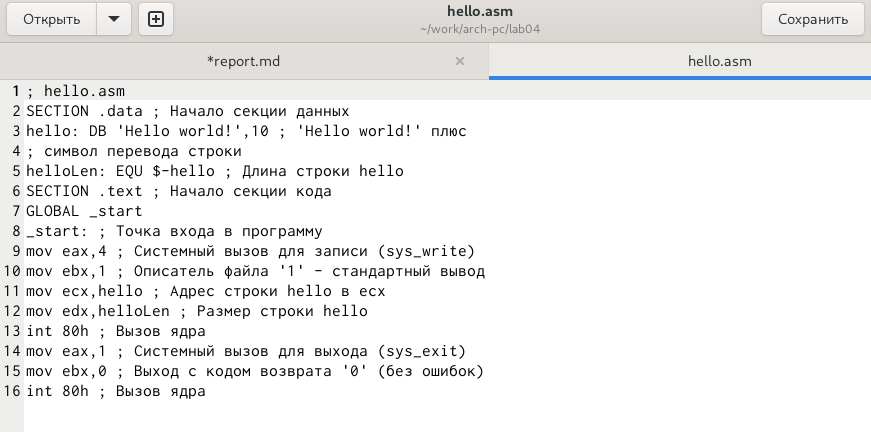 Открыть
hello.asm
~/work/arch-pc/lab04
Сохранить
*report.md
hello.asm
1 ; hello.asm
2 SECTION .data ; Начало секции данных
3 hello: DB 'Hello world!',10 ; 'Hello world!' плюс
4 ; символ перевода строки
5 helloLen: EQU $-hello ; Длина строки hello
6 SECTION .text ; Начало секции кода
7 GLOBAL _start
8 _start: ; Точка входа в программу
9 mov eax,4 ; Системный вызов для записи (sys_write)
10 mov ebx,1 ; Описатель файла '1' - стандартный вывод
11 mov ecx,hello ; Адрес строки hello в ecx
12 mov edx,helloLen ; Размер строки hello
13 int 80h ; Вызов ядра
14 mov eax,1 ; Системный вызов для выхода (sys_exit)
15 mov ebx,0 ; Выход с кодом возврата '0' (без ошибок)
16 int 80h ; Вызов ядра